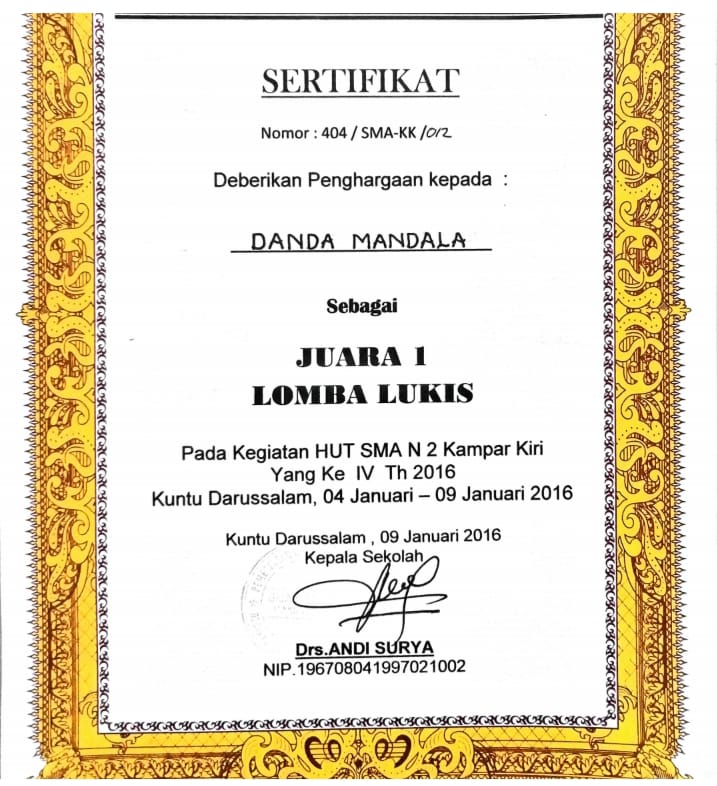 SERTIFIKAT
Nomor : 404 / SMA-KK /012
Deberikan Penghargaan kepada :
DANDA MANDALA
Sebagai
JUARA 1
LOMBA LUKIS
Pada Kegiatan HUT SMA N 2 Kampar Kiri
Yang Ke IV Th 2016
Kuntu Darussalam, 04 Januari – 09 Januari 2016
Kuntu Darussalam , 09 Januari 2016
Kepala Sekolah
Drs.ANDI SURYA
NIP.196708041997021002